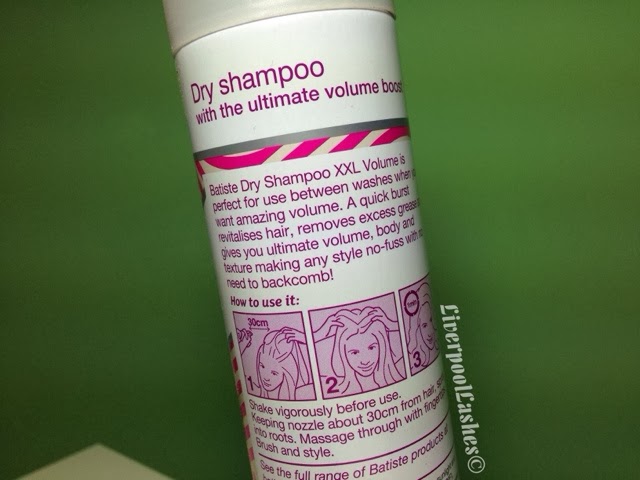 Dry shampoo
with the ultimate volume boost
Batiste Dry Shampoo XXL Volume is
perfect for use between washes when
want amazing volume. A quick burst
revitalises hair, removes excess grease
gives you ultimate volume, body and
texture making any style no-fuss with
need to backcomb!
How to use it:
30cm
1
2
3
Shake vigorously before use.
Keeping nozzle about 30cm from hair,
into roots. Massage through with
Brush and style.
See the full range of Batiste products
LiverpoolLashes©